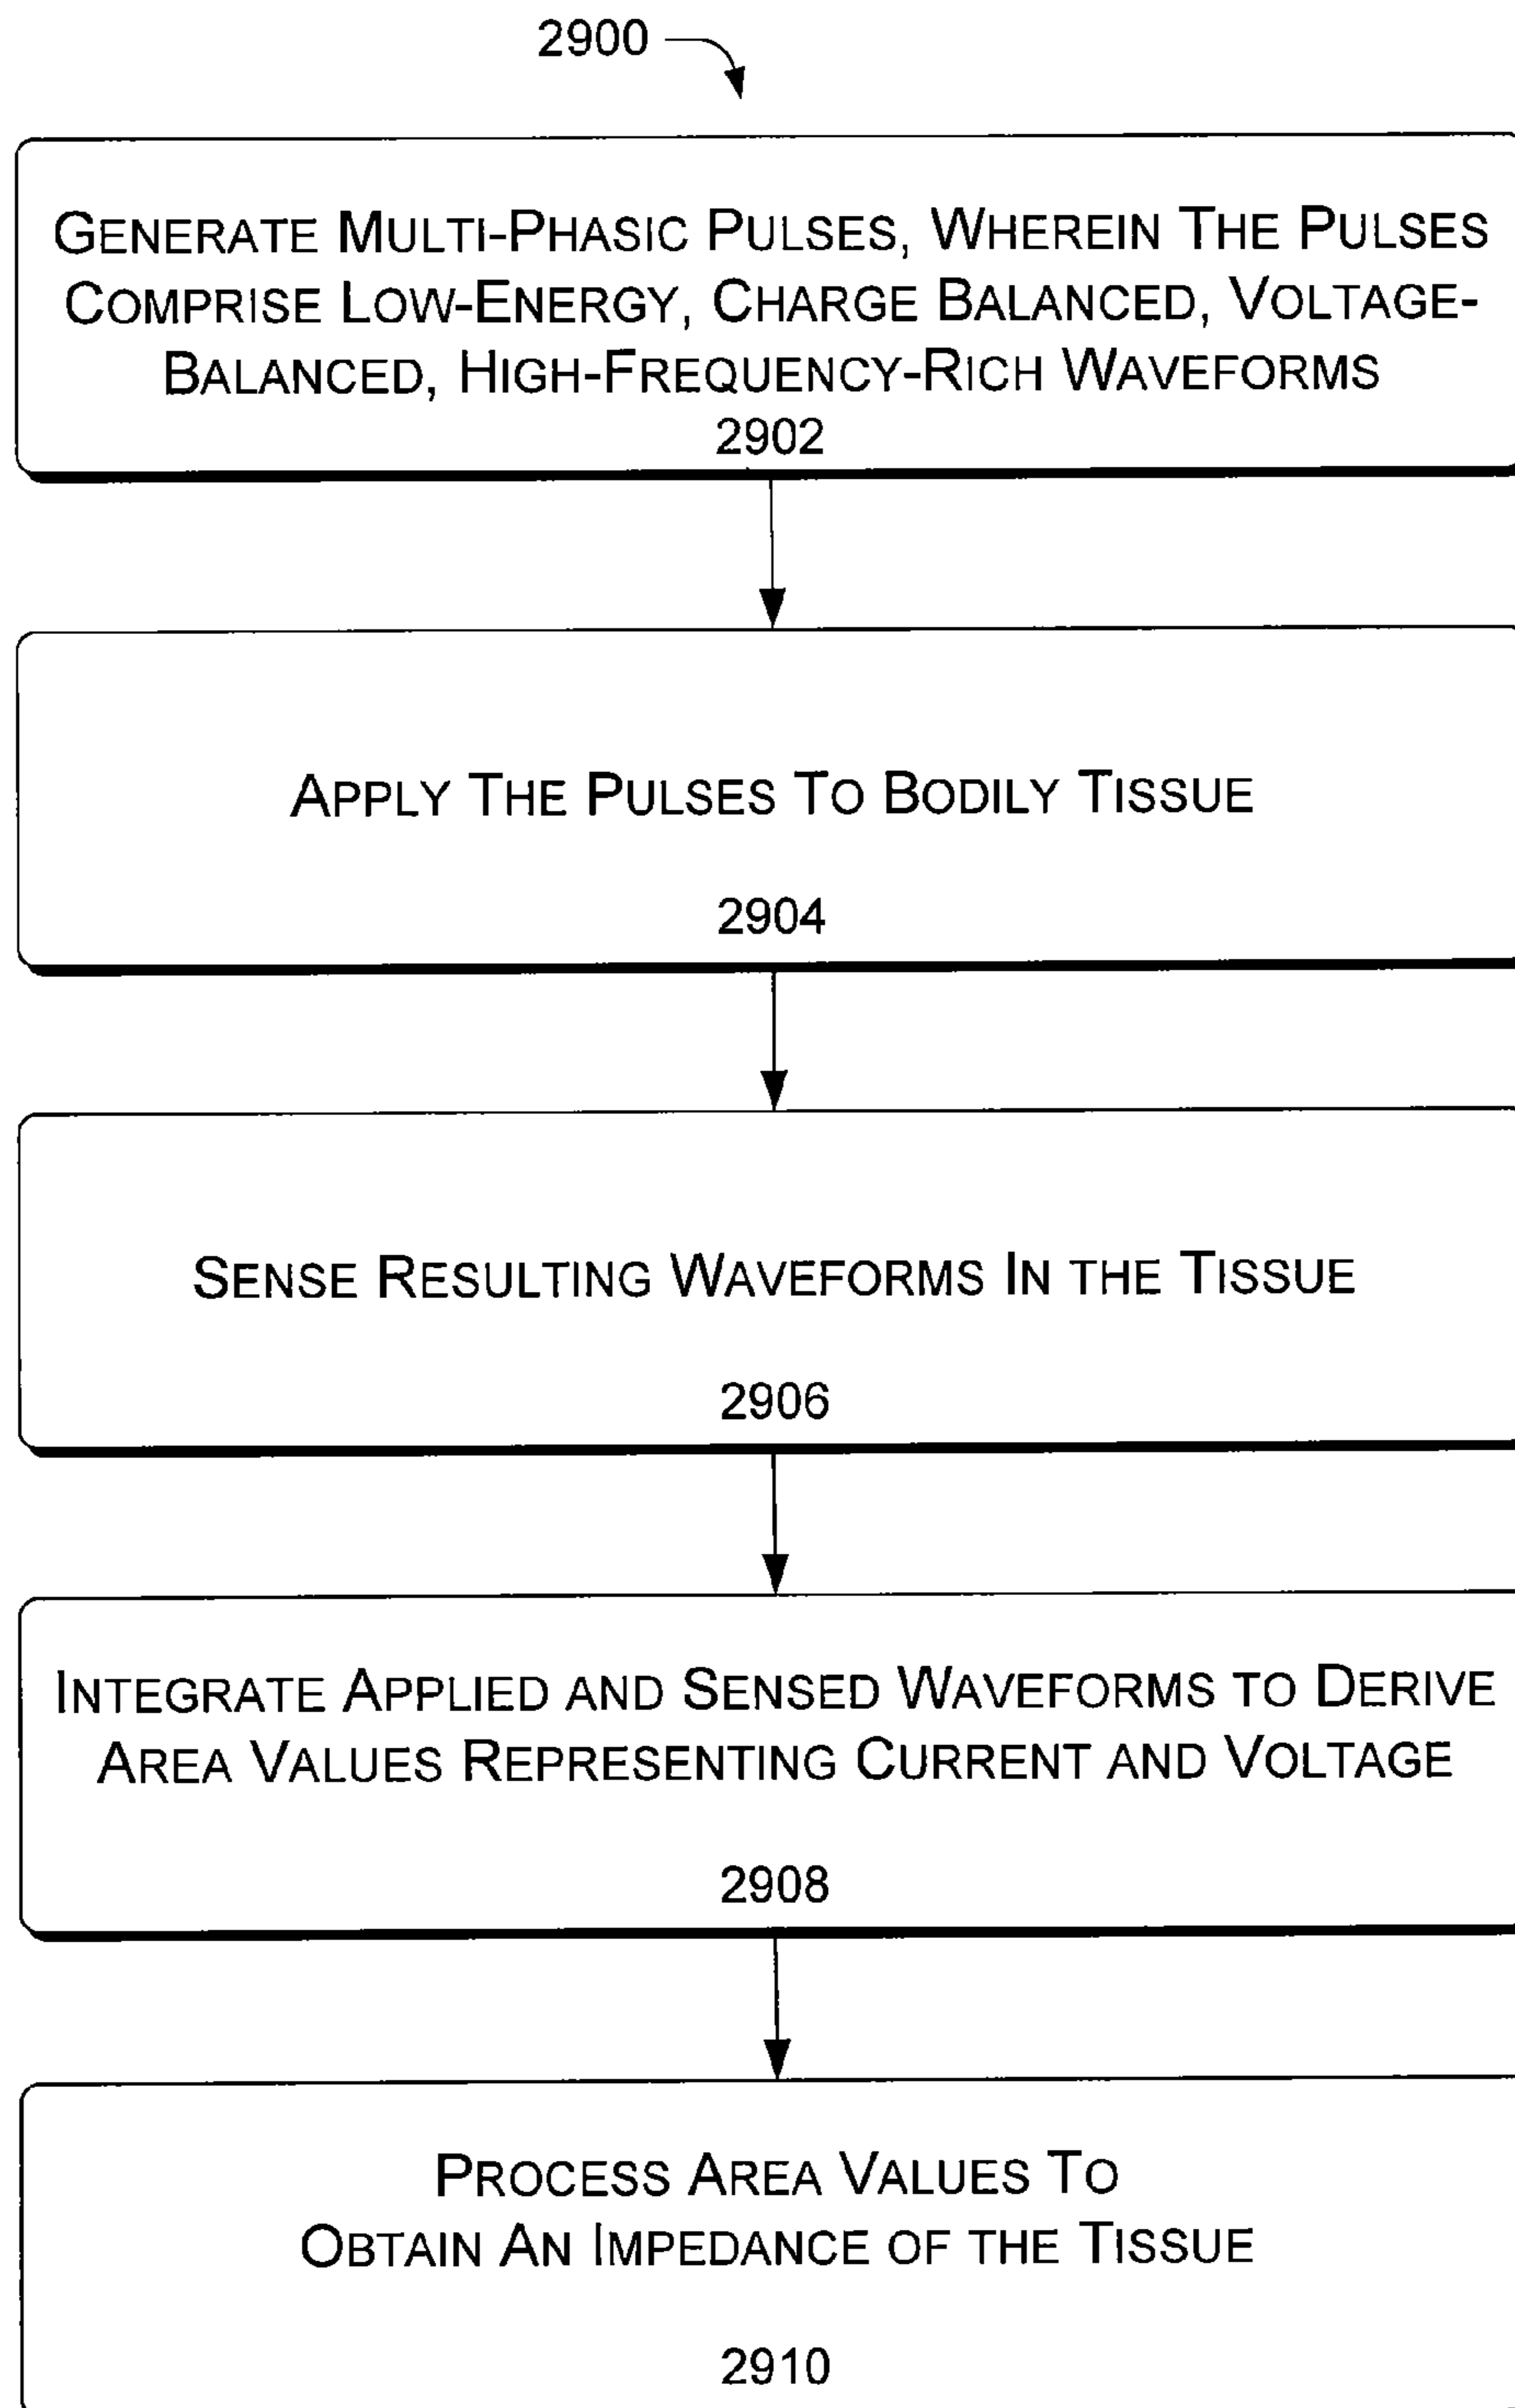 2900
GENERATE MULTI-PHASIC PULSES, WHEREIN THE PULSES
COMPRISE LOW-ENERGY, CHARGE BALANCED, VOLTAGE-
BALANCED, HIGH-FREQUENCY-RICH WAVEFORMS
2902
APPLY THE PULSES TO BODILY TISSUE
2904
SENSE RESULTING WAVEFORMS IN THE TISSUE
2906
INTEGRATE APPLIED AND SENSED WAVEFORMS TO DERIVE
AREA VALUES REPRESENTING CURRENT AND VOLTAGE
2908
PROCESS AREA VALUES TO
OBTAIN AN IMPEDANCE OF THE TISSUE
2910